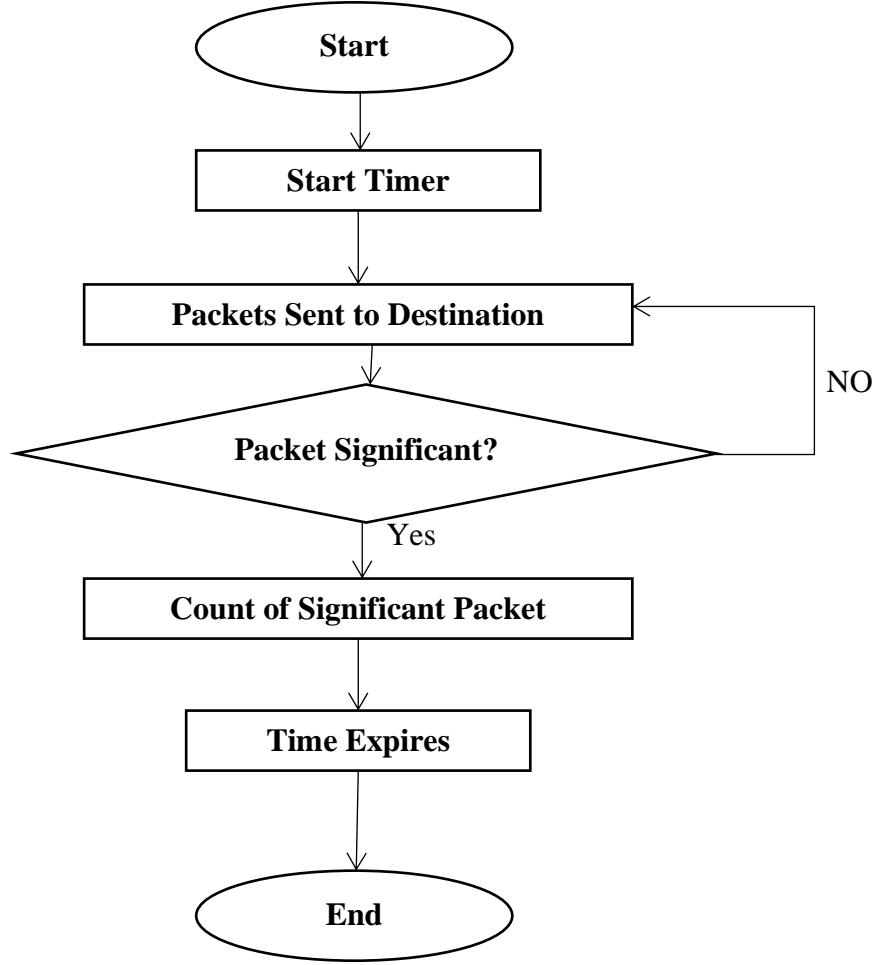 Start
Start Timer
Packets Sent to Destination
NO
Packet Significant?
Yes
Count of Significant Packet
Time Expires
End